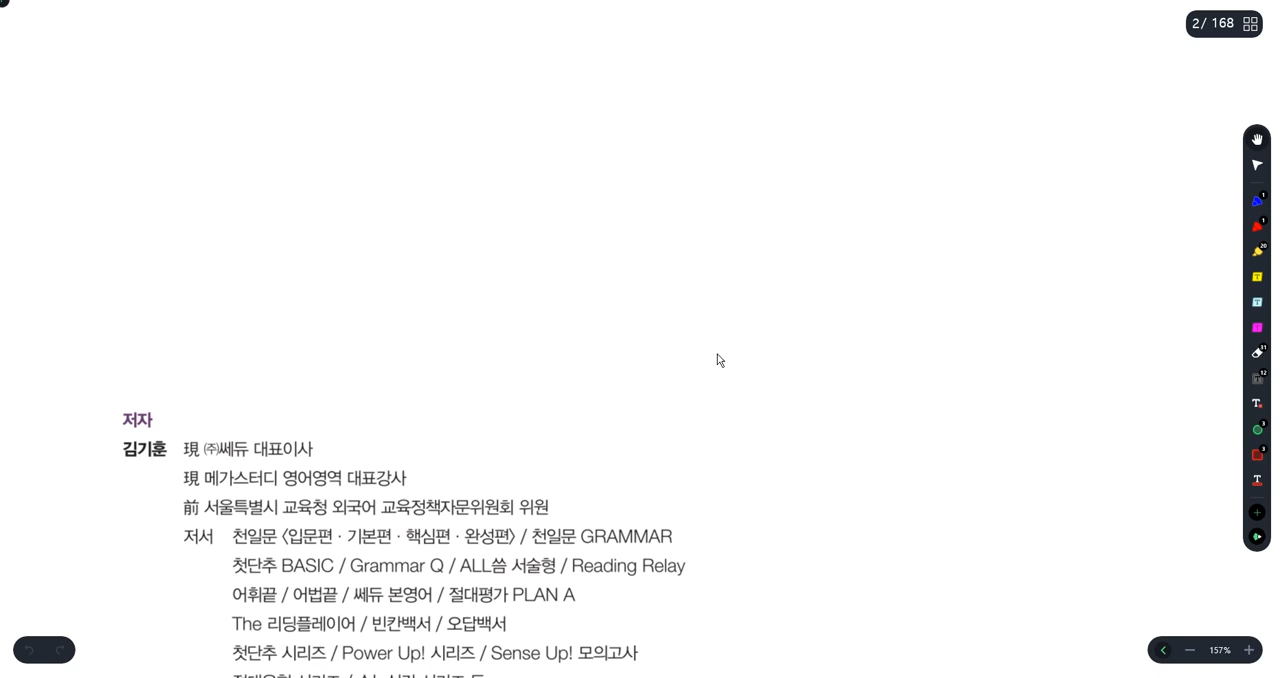 2/ 168
1
1
20
T
T
T
31
T 12
T
3
3
T
저자
김기훈 現 ㈜쎄듀 대표이사
現 메가스터디 영어영역 대표강사
前 서울특별시 교육청 외국어 교육정책자문위원회 위원
저서 천일문 〈입문편 · 기본편 · 핵심편 · 완성편〉 / 천일문 GRAMMAR
첫단추 BASIC / Grammar Q / ALL씀 서술형 / Reading Relay
어휘끝 / 어법끝 / 쎄듀 본영어 / 절대평가 PLAN A
The 리딩플레이어 / 빈칸백서 / 오답백서
첫단추 시리즈 / Power Up! 시리즈 / Sense Up! 모의고사
157%